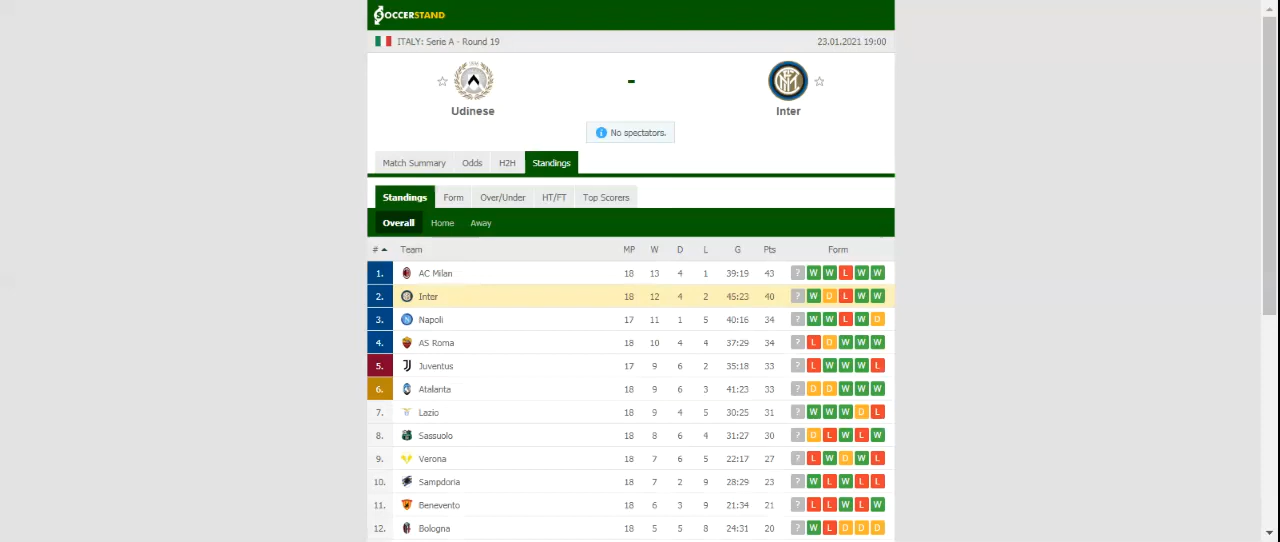 SOCCERSTAND
ITALY: Serie A - Round 19 23.01.2021 19:00
-
Udinese Inter
No spectators.
Match Summary Odds H2H Standings
Standings Form Over/Under HT/FT Top Scorers
Overall Home Away
# Team MP W D L G Pts Form
1. AC Milan 18 13 4 1 39:19 43 ? W W L W W
2. Inter 18 12 4 2 45:23 40 ? W D L W W
3. Napoli 17 11 1 5 40:16 34 ? W W L W D
4. AS Roma 18 10 4 4 37:29 34 ? L D W W W
5. Juventus 17 9 6 2 35:18 33 ? L W W W L
6. Atalanta 18 9 6 3 41:23 33 ? D D W W W
7. Lazio 18 9 4 5 30:25 31 ? W W W D L
8. Sassuolo 18 8 6 4 31:27 30 ? D L W L W
9. Verona 18 7 6 5 22:17 27 ? L W D W L
10. Sampdoria 18 7 2 9 28:29 23 ? W L W L L
11. Benevento 18 6 3 9 21:34 21 ? L L W L W
12. Bologna 18 5 5 8 24:31 20 ? W L D D D